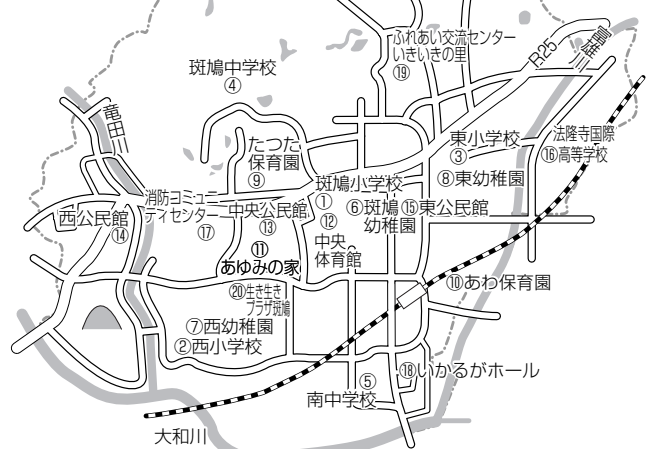 ふれあい交流センター
いきいきの里
⑲
斑鳩中学校
④
R25
富雄川
竜田川
たつた
保育園
⑨
東小学校
③
法隆寺国際
⑯高等学校
⑧東幼稚園
消防コミュニ
ティセンター
⑰
西公民館
⑭
中央公民館
⑬
斑鳩小学校
①
⑥斑鳩
幼稚園
⑮東公民館
⑫
中央
体育館
⑪
あゆみの家
⑩あわ保育園
⑳生き生き
プラザ斑鳩
⑦西幼稚園
②西小学校
⑤
南中学校
⑱いかるがホール
大和川